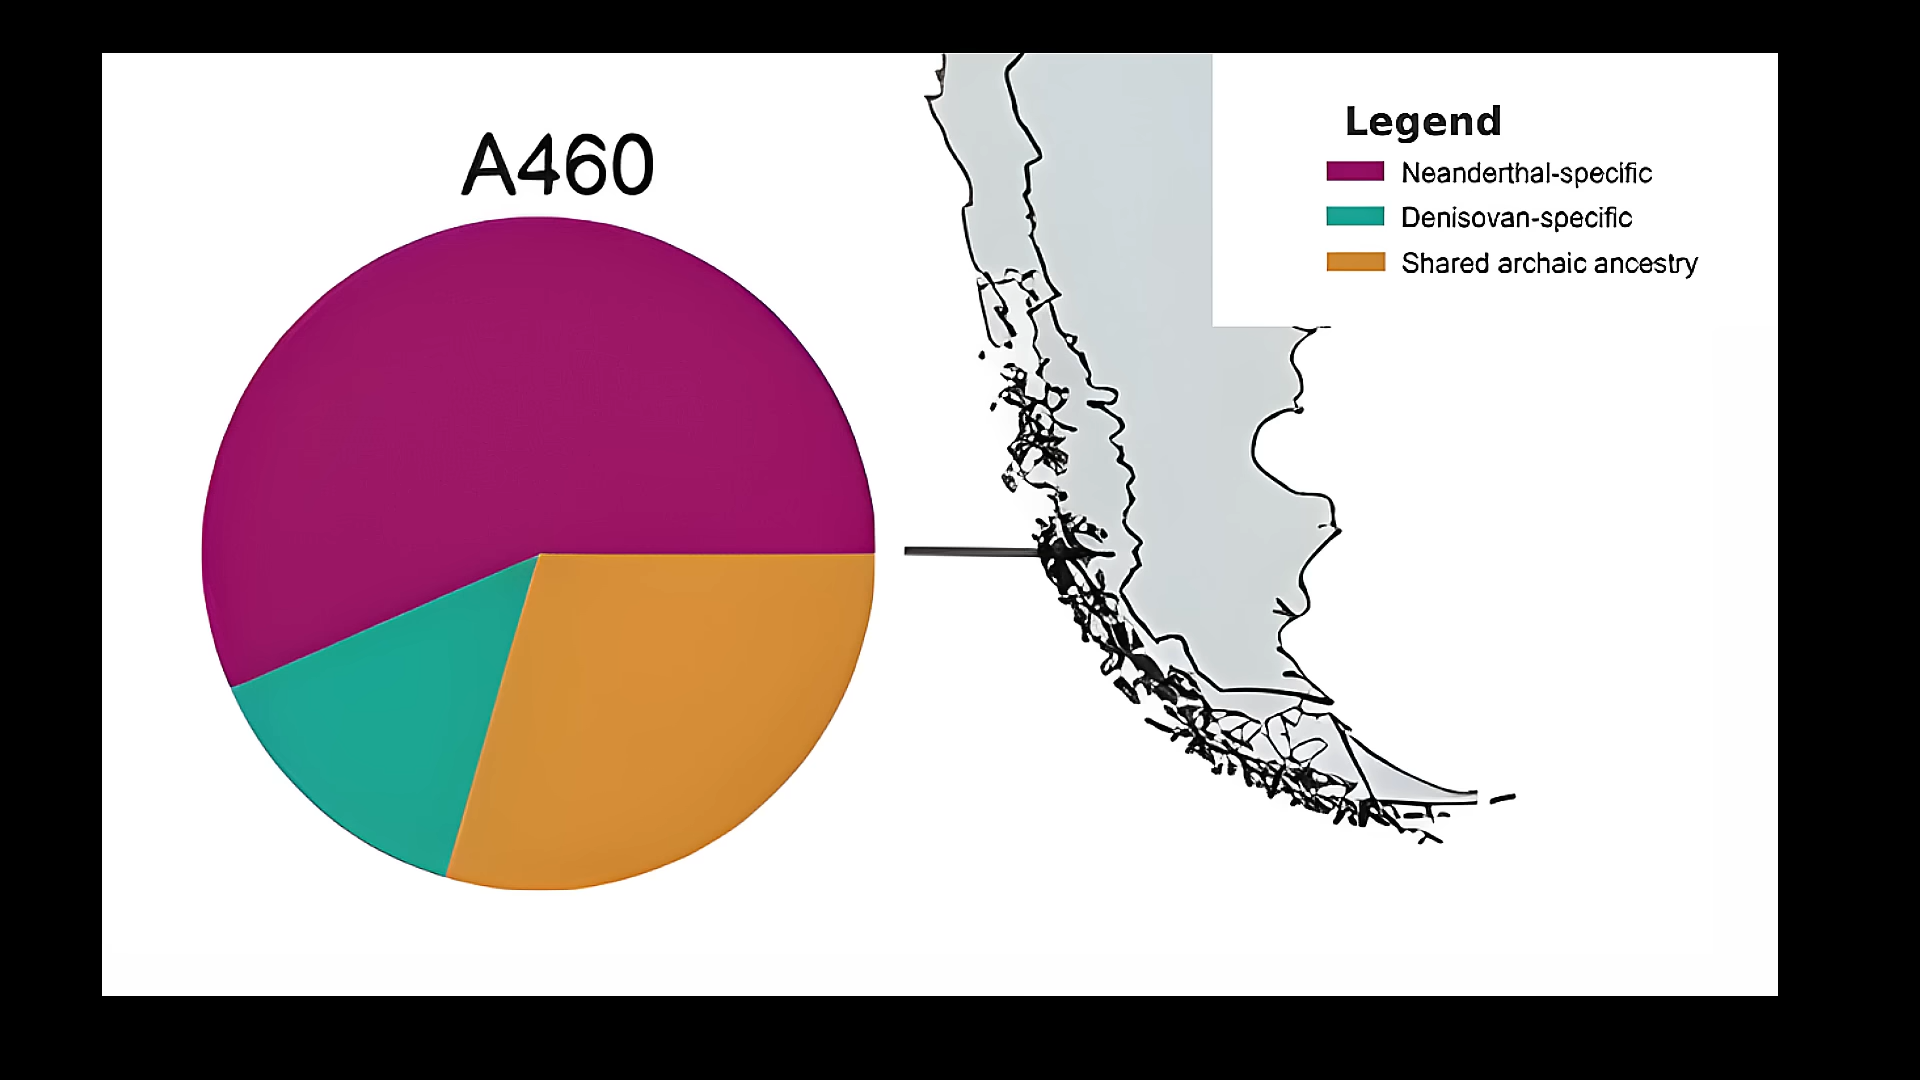 A460
Legend
Neanderthal-specific
Denisovan-specific
Shared archaic ancestry